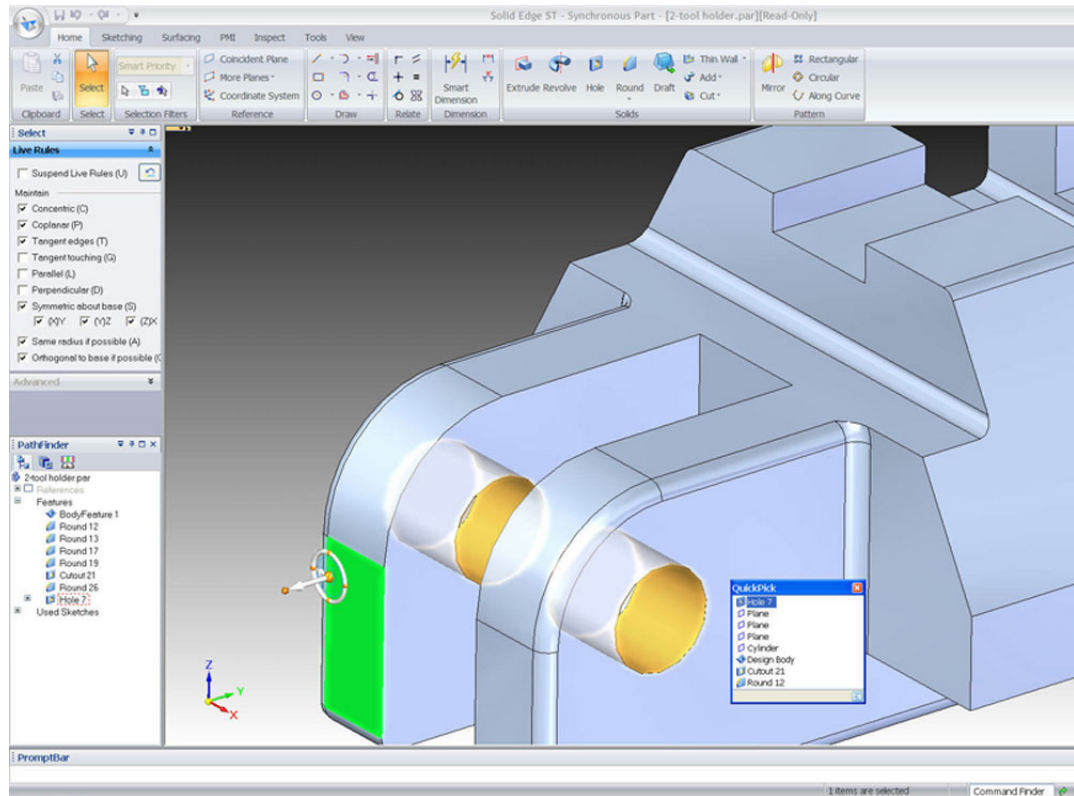 Solid Edge ST - Synchronous Part - [2-tool holder.par][Read-Only]
Home Sketching Surfacing PMI Inspect Tools View
Paste
Clipboard
Select
Select
Smart Priority
Selection Filters
Coincident Plane
More Planes
Coordinate System
Reference
Draw
Relate
Smart Dimension
Dimension
Extrude Revolve Hole Round Draft
Thin Wall
Add
Cut
Solids
Mirror
Rectangular
Circular
Along Curve
Pattern
Select
Live Rules
Suspend Live Rules (U)
Maintain
Concentric (C)
Coplanar (P)
Tangent edges (T)
Tangent touching (G)
Parallel (L)
Perpendicular (D)
Symmetric about base (S)
(X)Y (Y)Z (Z)X
Same radius if possible (A)
Orthogonal to base if possible (
Advanced
PathFinder
2-tool holder.par
References
Features
BodyFeature 1
Round 12
Round 13
Round 17
Round 19
Cutout 21
Round 26
Hole 7
Used Sketches
Z
Y
X
QuickPick
Hole 7
Plane
Plane
Plane
Cylinder
Design Body
Cutout 21
Round 12
PromptBar
1 items are selected
Command Finder